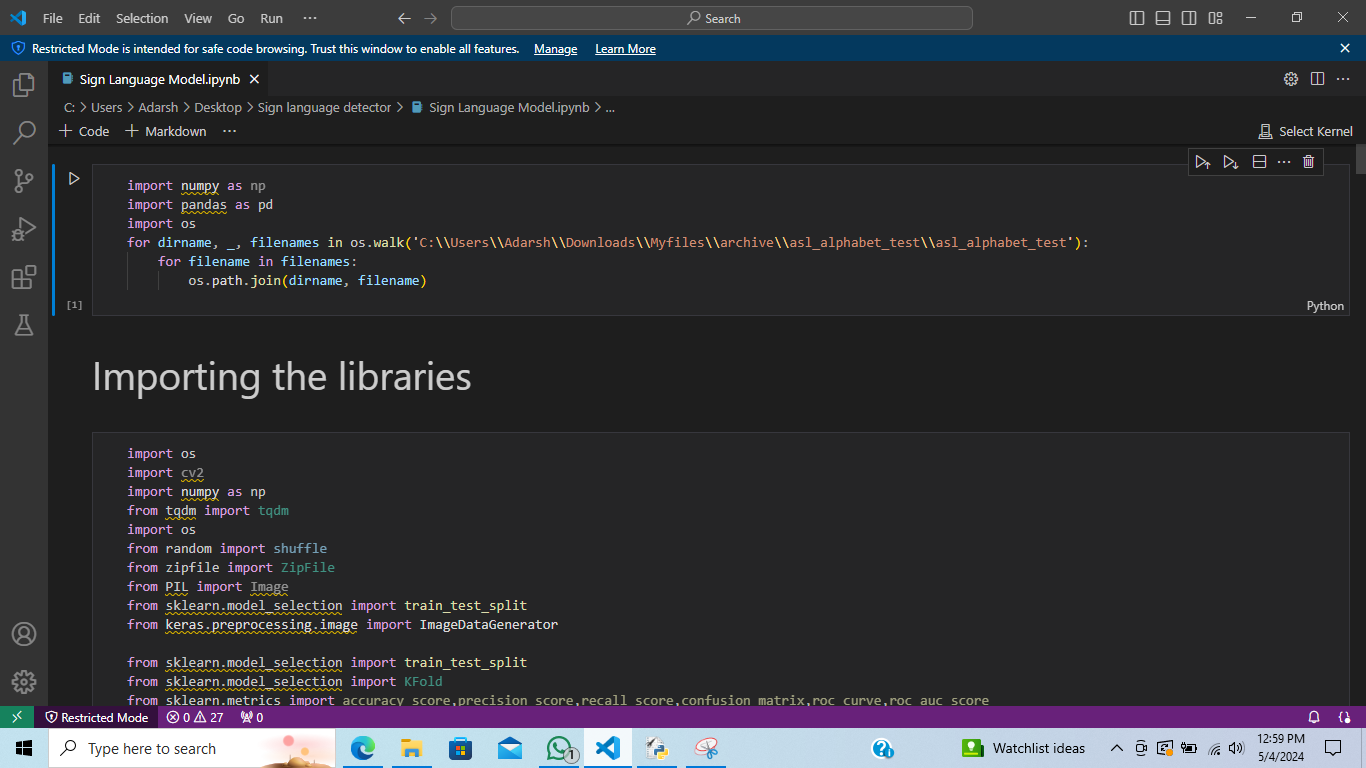 File Edit Selection View Go Run ··· Search
Restricted Mode is intended for safe code browsing. Trust this window to enable all features. Manage Learn More
Sign Language Model.ipynb
C: > Users > Adarsh > Desktop > Sign language detector > Sign Language Model.ipynb > ...
+ Code + Markdown ··· Select Kernel
import numpy as np
import pandas as pd
import os
for dirname, _, filenames in os.walk('C:\\Users\\Adarsh\\Downloads\\Myfiles\\archive\\asl_alphabet_test\\asl_alphabet_test'):
for filename in filenames:
os.path.join(dirname, filename)
[1] Python
Importing the libraries
import os
import cv2
import numpy as np
from tqdm import tqdm
import os
from random import shuffle
from zipfile import ZipFile
from PIL import Image
from sklearn.model_selection import train_test_split
from keras.preprocessing.image import ImageDataGenerator
from sklearn.model_selection import train_test_split
from sklearn.model_selection import KFold
from sklearn.metrics import accuracy_score,precision_score,recall_score,confusion_matrix,roc_curve,roc_auc_score
Restricted Mode 0 27 0
Type here to search 1 Watchlist ideas 12:59 PM
5/4/2024